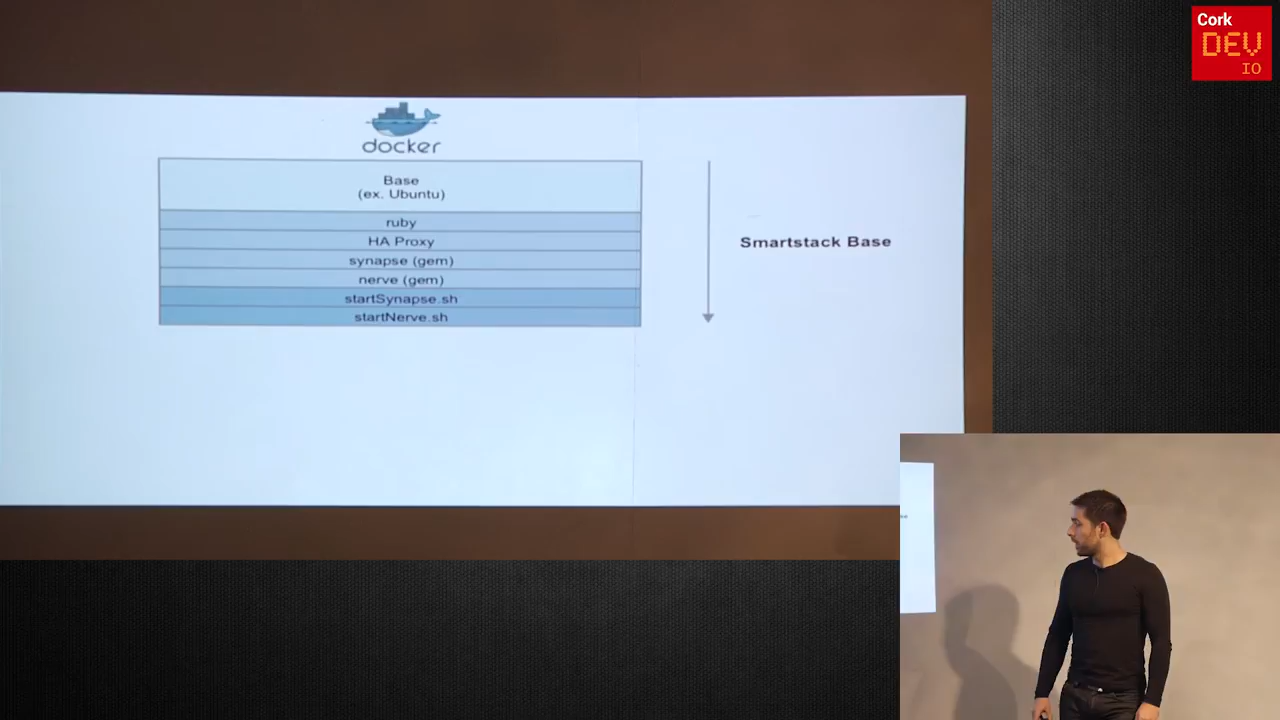 Cork
DEV
IO
docker
Base
(ex. Ubuntu)
ruby
HA Proxy
synapse (gem)
nerve (gem)
startSynapse.sh
startNerve.sh
Smartstack Base